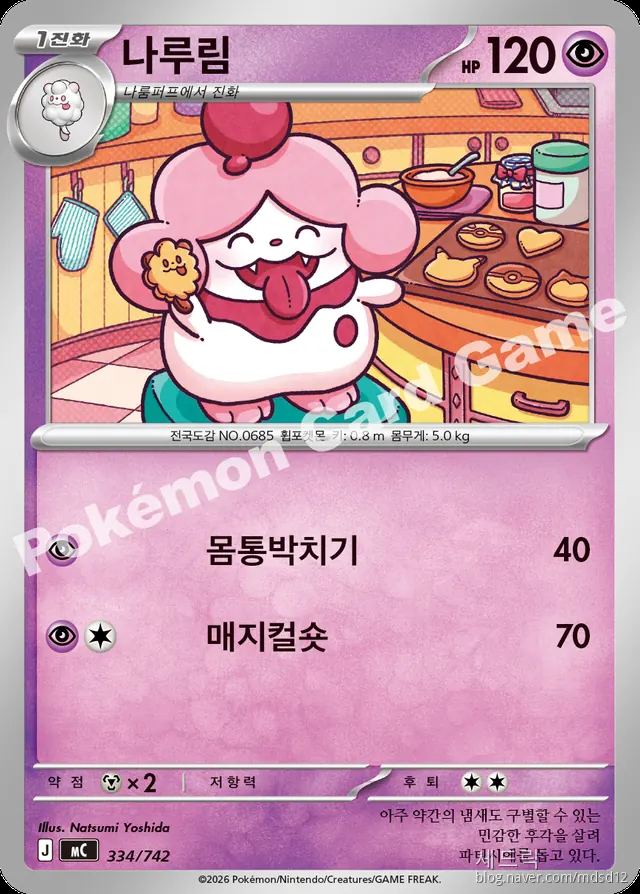 1진화
나루림
HP 120
나룸퍼프에서 진화
전국도감 NO.0685 휩포켓몬 키: 0.8 m 몸무게: 5.0 kg
Pokémon Card Game
몸통박치기 40
매지컬숏 70
약점 ×2 저항력 후퇴
Illus. Natsumi Yoshida
J MC 334/742
아주 약간의 냄새도 구별할 수 있는
민감한 후각을 살려
파티시에를 돕고 있다.
세드릭
blog.naver.com/mdsd12
©2026 Pokémon/Nintendo/Creatures/GAME FREAK.